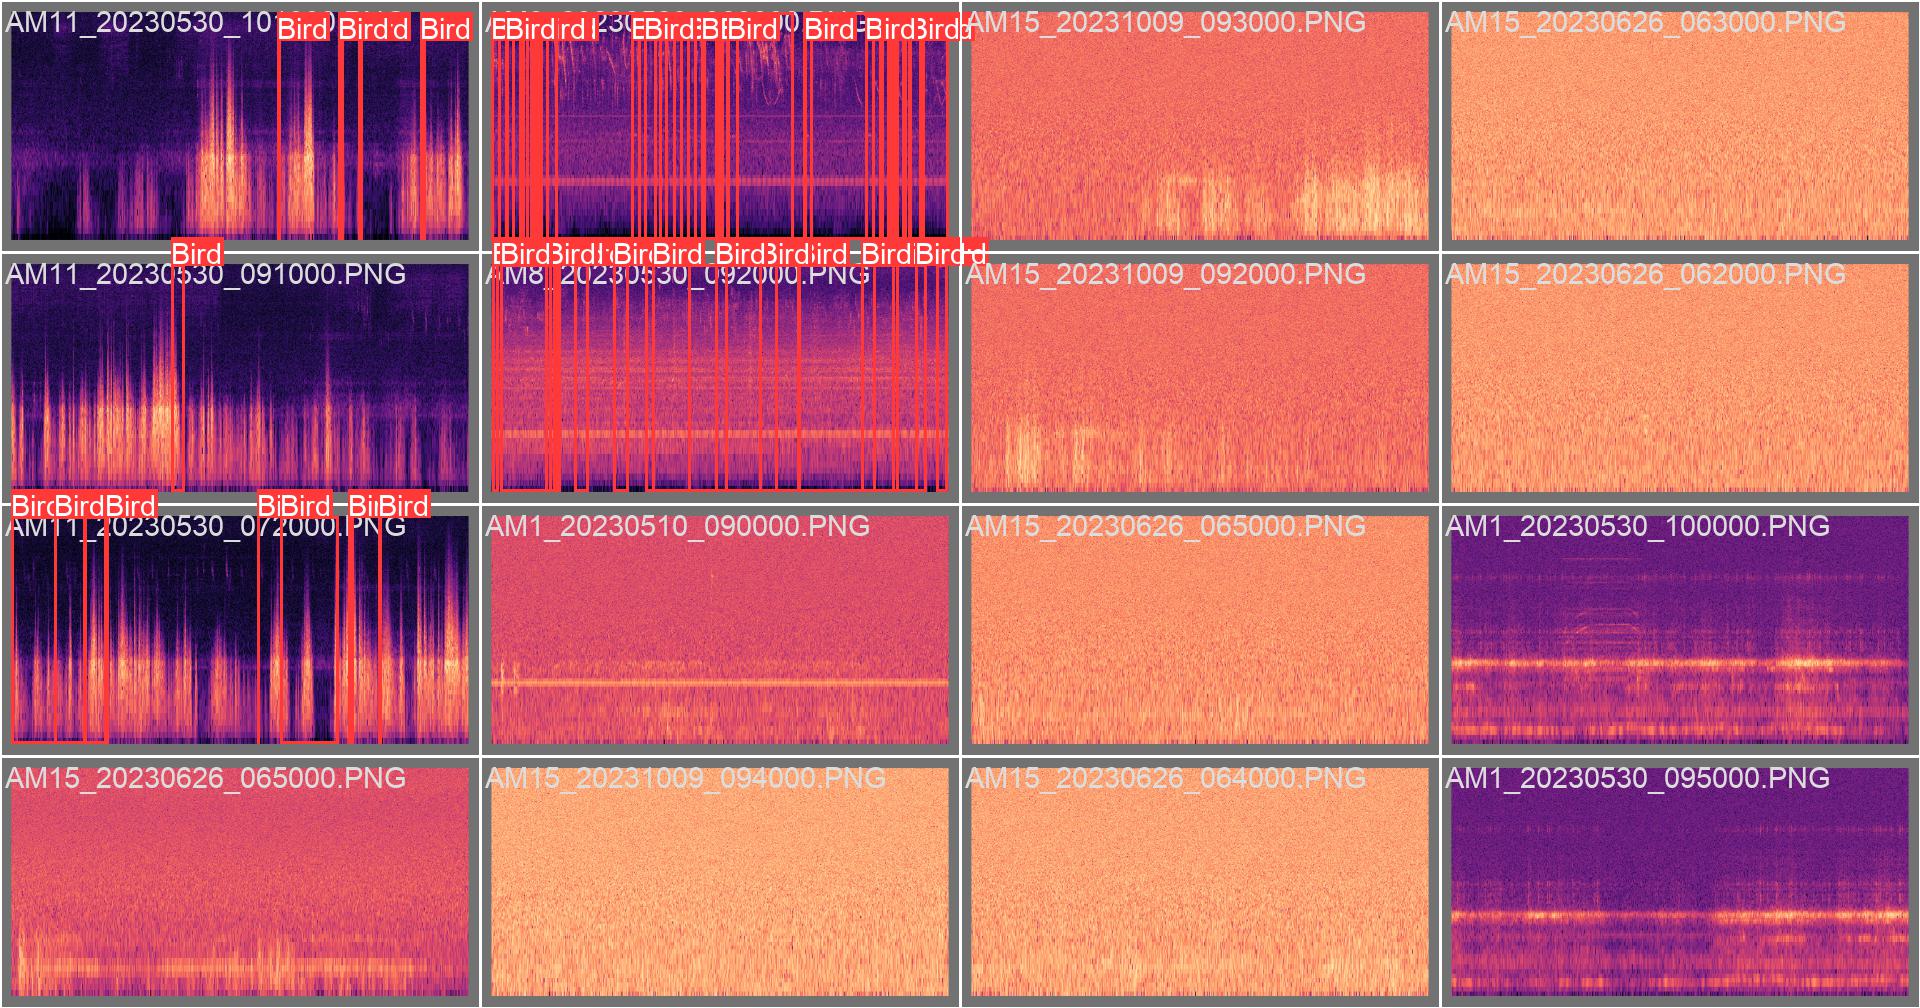 AM11_20230530_101000.PNG
Bird
Bird
Bird
Bird
Bird
Bird
Bird
Bird
AM15_20231009_093000.PNG
AM15_20230626_063000.PNG
Bird
AM11_20230530_091000.PNG
Bird
Bird
Bird
Bird
Bird
Bird
AM8_20230530_092000.PNG
AM15_20231009_092000.PNG
AM15_20230626_062000.PNG
Bird
Bird
Bird
Bird
AM11_20230530_072000.PNG
AM1_20230510_090000.PNG
AM15_20230626_065000.PNG
AM1_20230530_100000.PNG
AM15_20230626_065000.PNG
AM15_20231009_094000.PNG
AM15_20230626_064000.PNG
AM1_20230530_095000.PNG